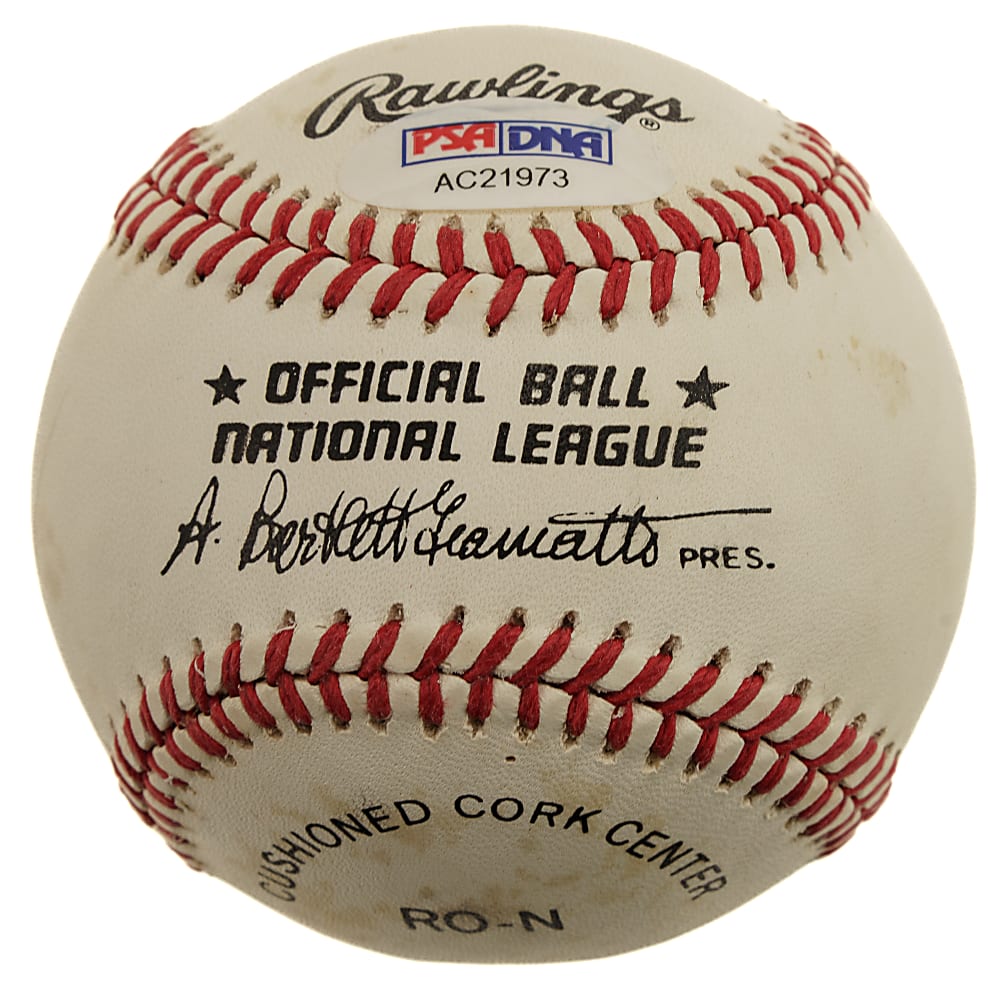 Rawlings®
PSA DNA
AC21973
★ OFFICIAL BALL ★
NATIONAL LEAGUE
A. Bartlett Giamatti PRES.
CUSHIONED CORK CENTER
RO-N